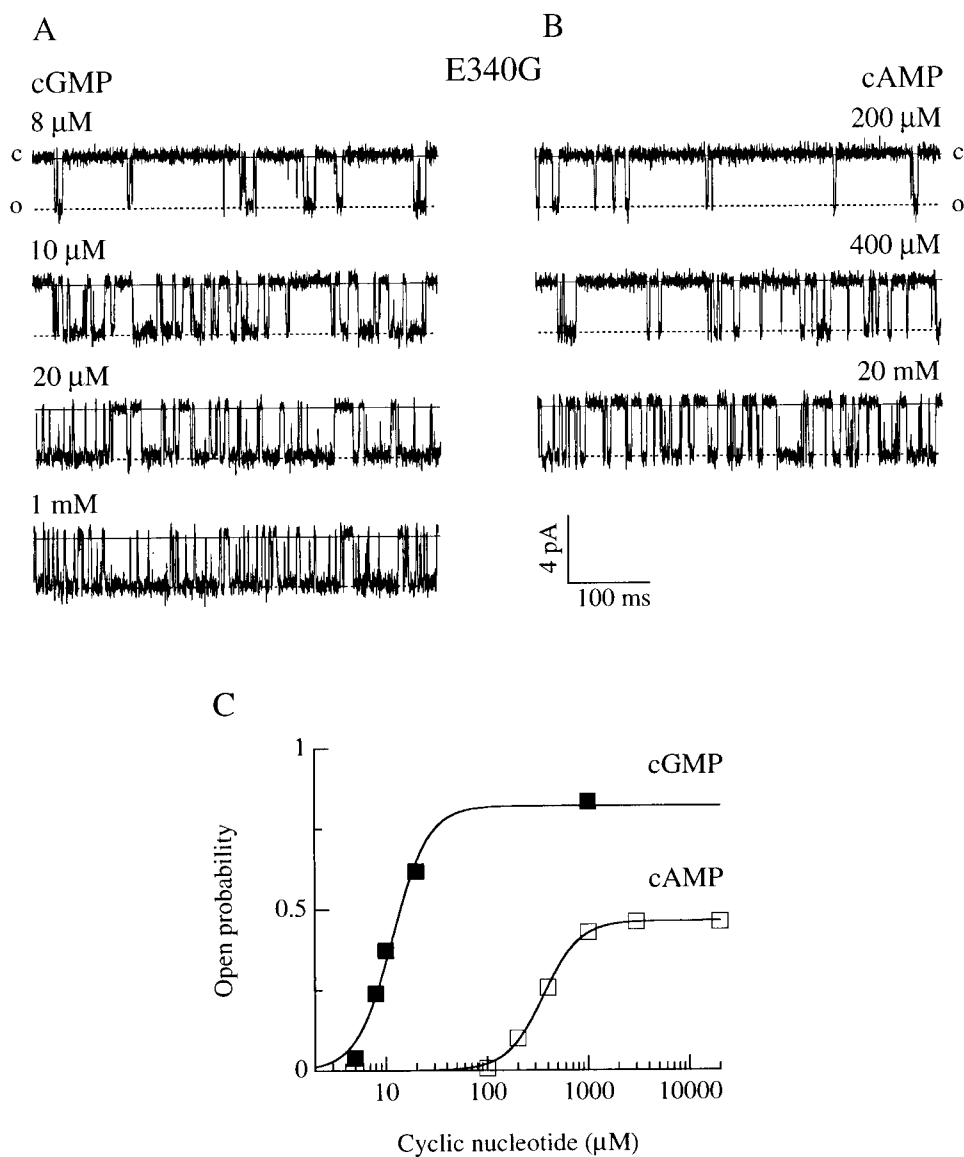 A
B
E340G
cGMP
cAMP
8 µM
200 µM
c
c
o
o
10 µM
400 µM
20 µM
20 mM
1 mM
4 pA
100 ms
C
1
cGMP
cAMP
0.5
0
Open probability
10
100
1000
10000
Cyclic nucleotide (µM)